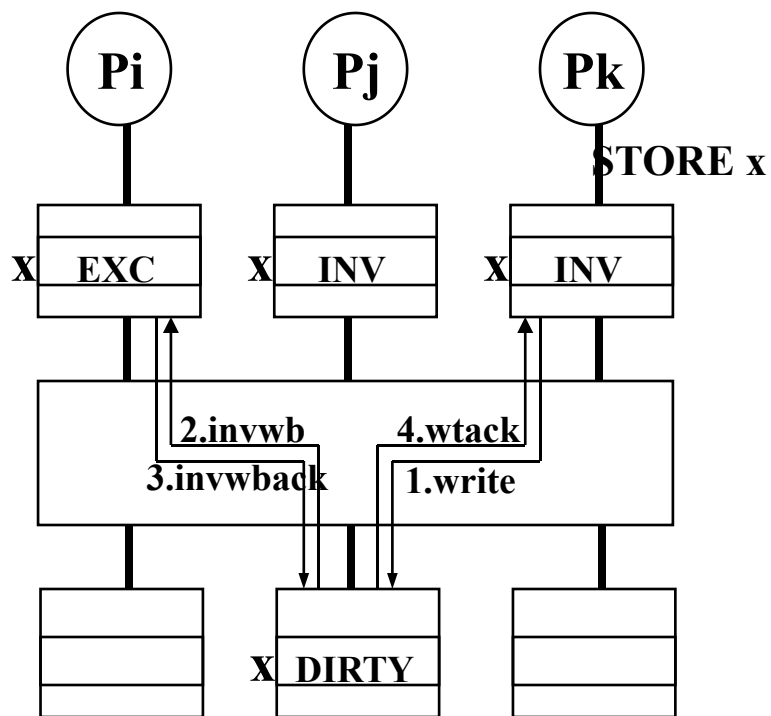 Pi Pj Pk
STORE x
x EXC x INV x INV
2.invwb 4.wtack
3.invwback 1.write
x DIRTY